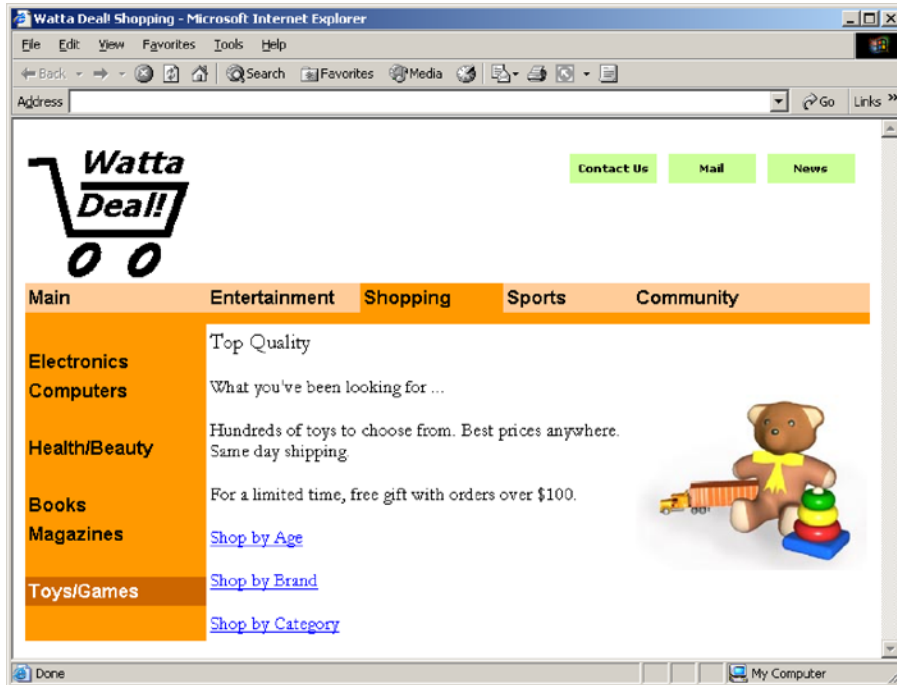 Watta Deal! Shopping - Microsoft Internet Explorer
File Edit View Favorites Tools Help
Back Search Favorites Media
Address Go Links »
Watta
Deal!
Contact Us Mail News
Main Entertainment Shopping Sports Community
Electronics
Computers
Health/Beauty
Books
Magazines
Toys/Games
Top Quality
What you've been looking for ...
Hundreds of toys to choose from. Best prices anywhere.
Same day shipping.
For a limited time, free gift with orders over $100.
Shop by Age
Shop by Brand
Shop by Category
Done My Computer